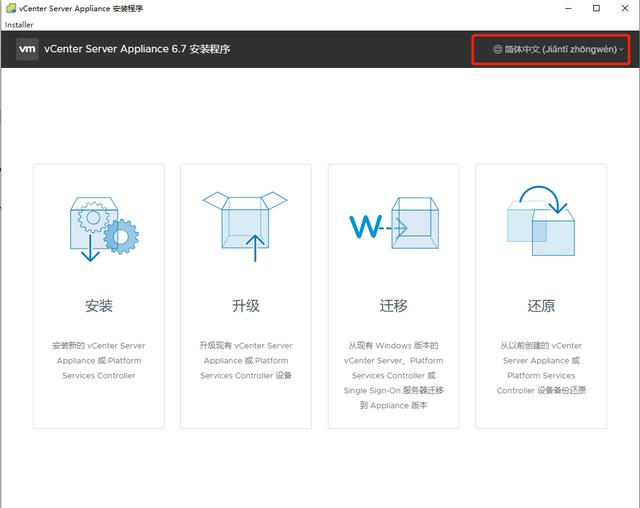 vCenter Server Appliance 安装程序
Installer
vm vCenter Server Appliance 6.7 安装程序
简体中文 (Jiǎntǐ zhōngwén)
安装
安装新的 vCenter Server
Appliance 或 Platform
Services Controller
升级
升级现有 vCenter Server
Appliance 或 Platform
Services Controller 设备
W
迁移
从现有 Windows 版本的
vCenter Server、Platform
Services Controller 或
Single Sign-On 服务器迁移
到 Appliance 版本
还原
从以前创建的 vCenter
Server Appliance 或
Platform Services
Controller 设备备份还原